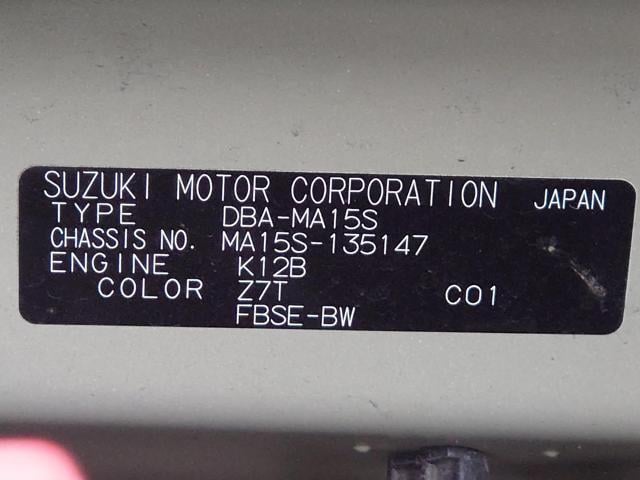 SUZUKI MOTOR CORPORATION JAPAN
TYPE DBA-MA15S
CHASSIS NO. MA15S-135147
ENGINE K12B
COLOR Z7T C01
FBSE-BW